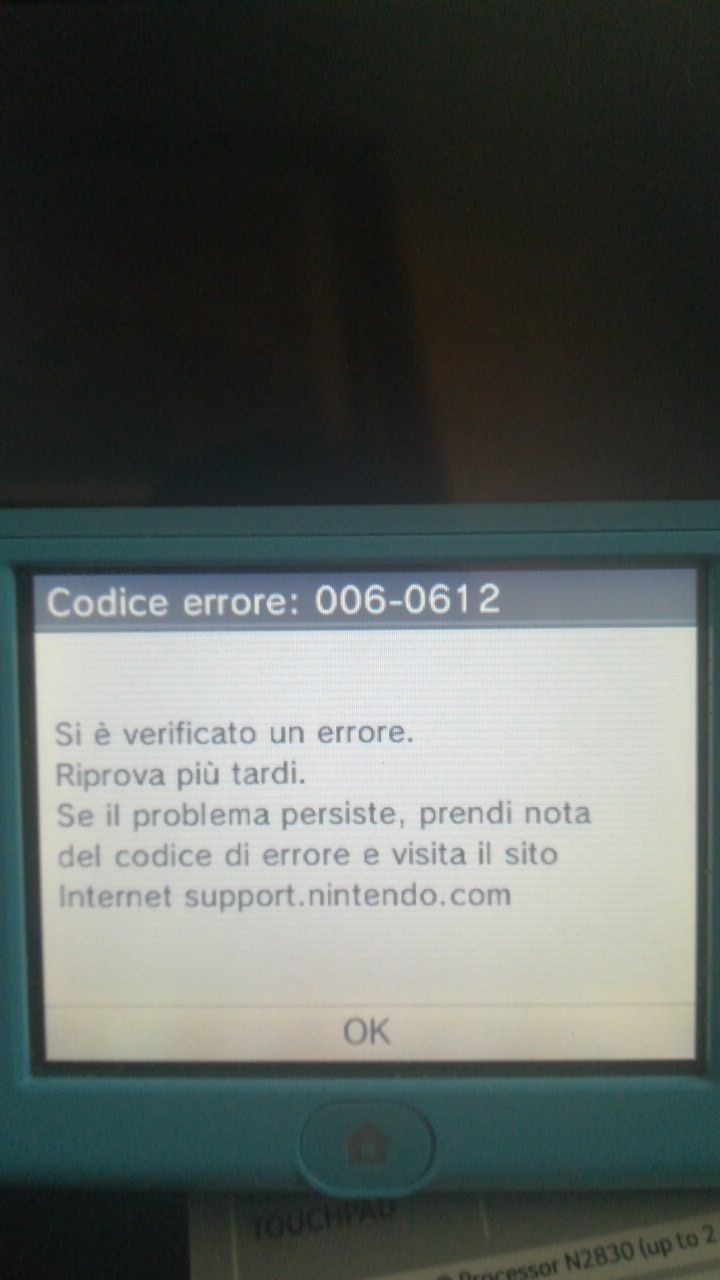 Codice errore: 006-0612
Si è verificato un errore.
Riprova più tardi.
Se il problema persiste, prendi nota
del codice di errore e visita il sito
Internet support.nintendo.com
OK
TOUCHPAD
Processor N2830 (up to 2